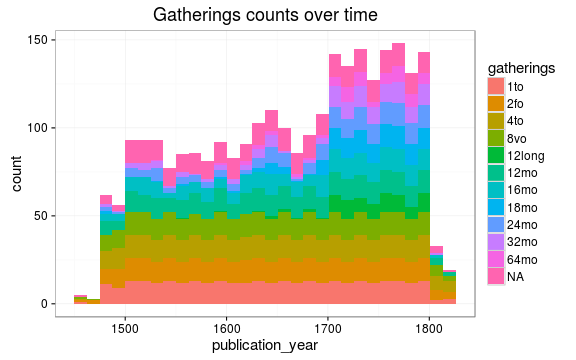 Gatherings counts over time
150
100
50
0
count
1500
1600
1700
1800
publication_year
gatherings
1to
2fo
4to
8vo
12long
12mo
16mo
18mo
24mo
32mo
64mo
NA